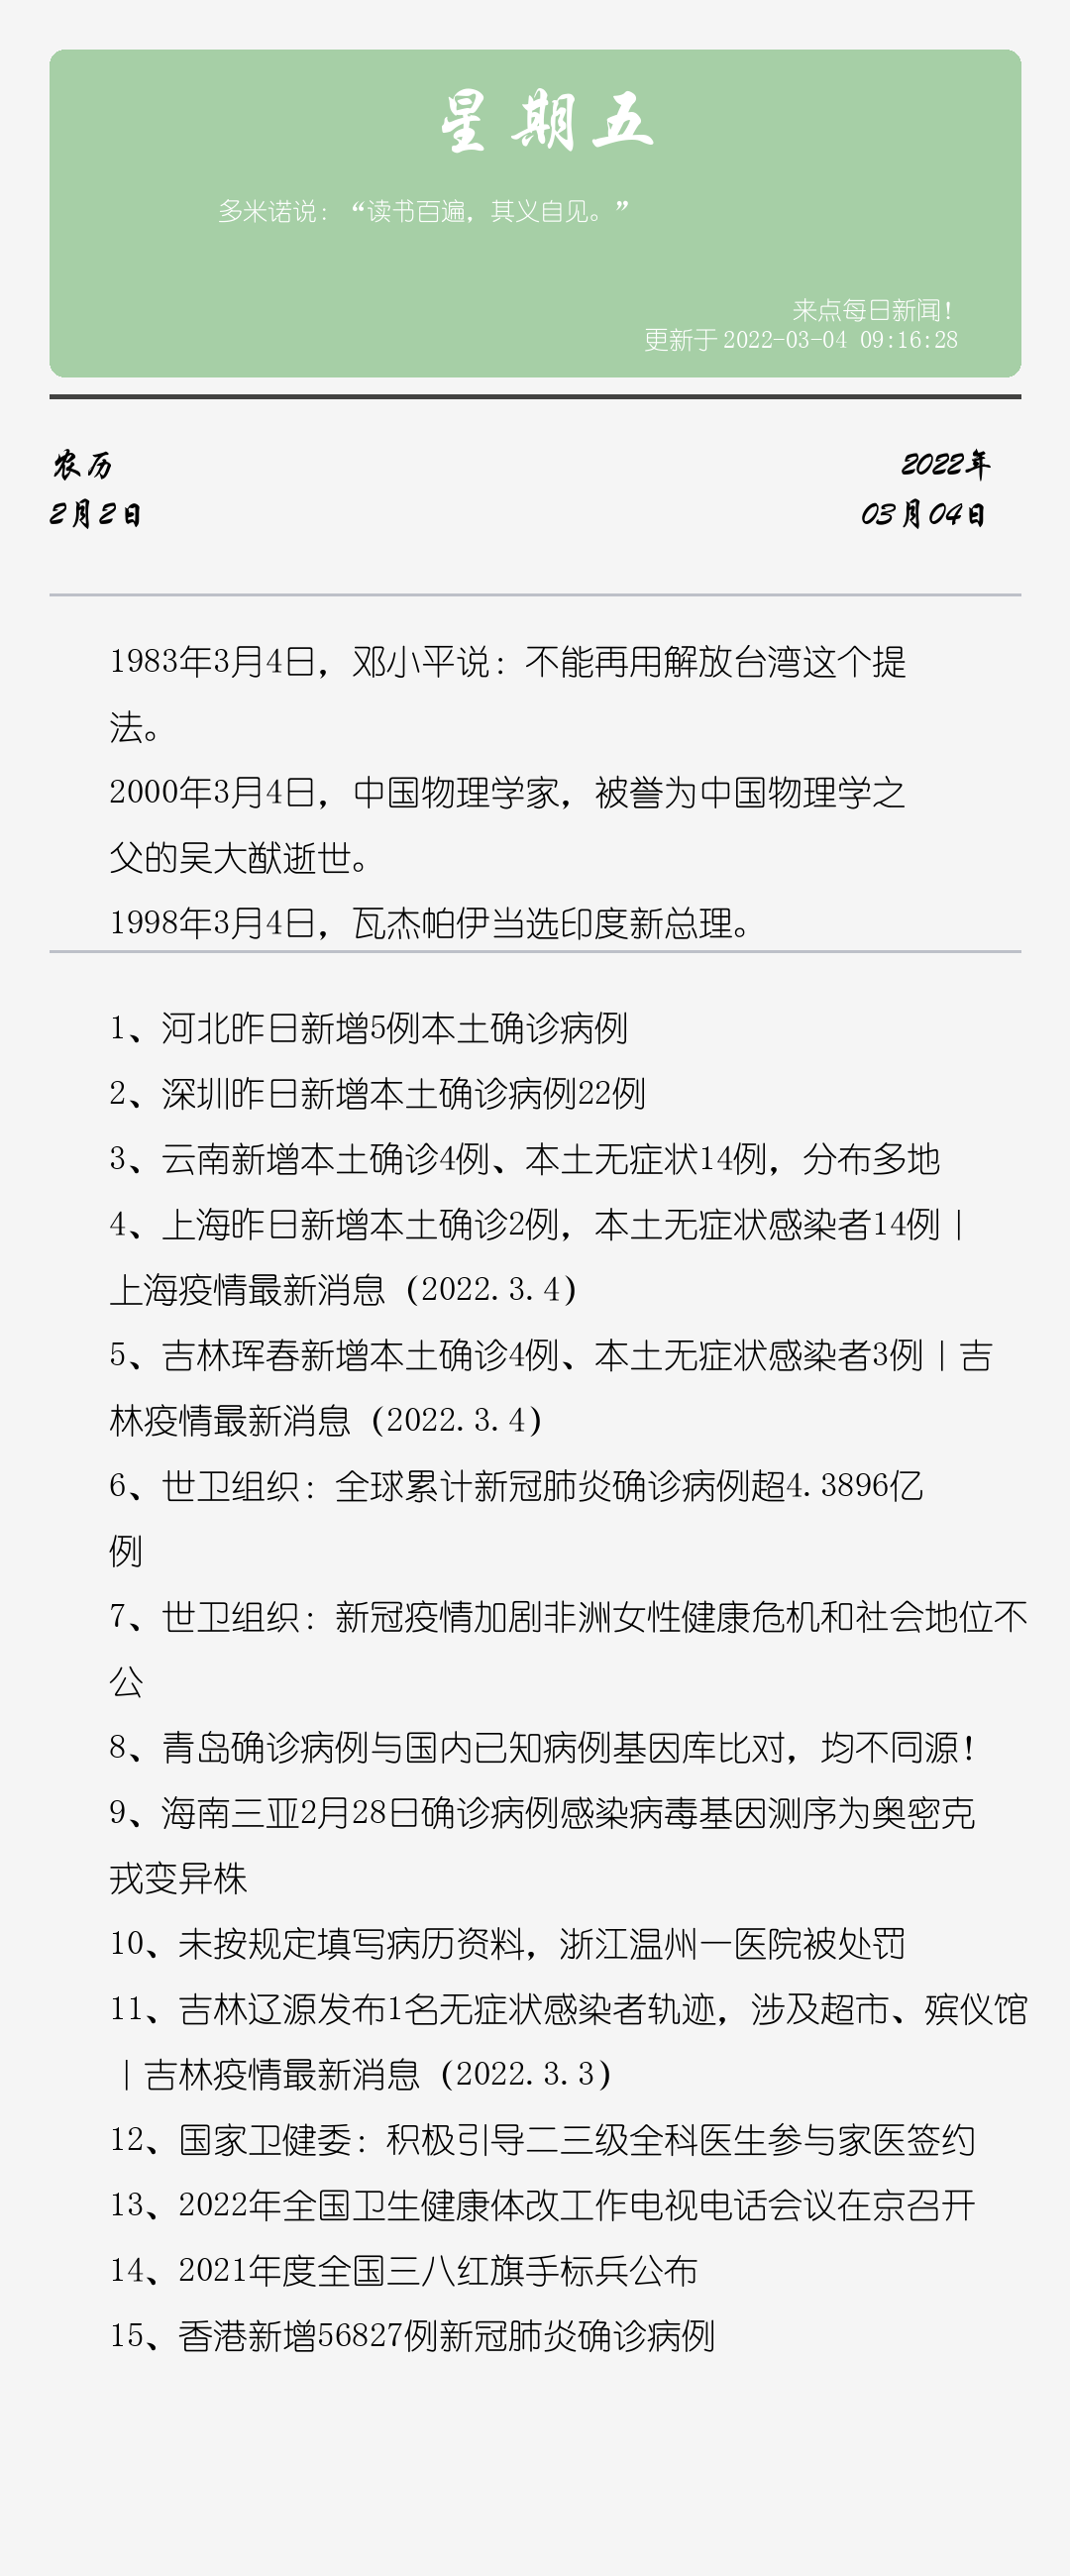 星期五
多米诺说：“读书百遍，其义自见。”
来点每日新闻！
更新于 2022-03-04 09:16:28
农历
2022年
2月2日
03月04日
1983年3月4日，邓小平说：不能再用解放台湾这个提
法。
2000年3月4日，中国物理学家，被誉为中国物理学之
父的吴大猷逝世。
1998年3月4日，瓦杰帕伊当选印度新总理。
1、河北昨日新增5例本土确诊病例
2、深圳昨日新增本土确诊病例22例
3、云南新增本土确诊4例、本土无症状14例，分布多地
4、上海昨日新增本土确诊2例，本土无症状感染者14例丨
上海疫情最新消息（2022.3.4）
5、吉林珲春新增本土确诊4例、本土无症状感染者3例丨吉
林疫情最新消息（2022.3.4）
6、世卫组织：全球累计新冠肺炎确诊病例超4.3896亿
例
7、世卫组织：新冠疫情加剧非洲女性健康危机和社会地位不
公
8、青岛确诊病例与国内已知病例基因库比对，均不同源！
9、海南三亚2月28日确诊病例感染病毒基因测序为奥密克
戎变异株
10、未按规定填写病历资料，浙江温州一医院被处罚
11、吉林辽源发布1名无症状感染者轨迹，涉及超市、殡仪馆
丨吉林疫情最新消息（2022.3.3）
12、国家卫健委：积极引导二三级全科医生参与家医签约
13、2022年全国卫生健康体改工作电视电话会议在京召开
14、2021年度全国三八红旗手标兵公布
15、香港新增56827例新冠肺炎确诊病例